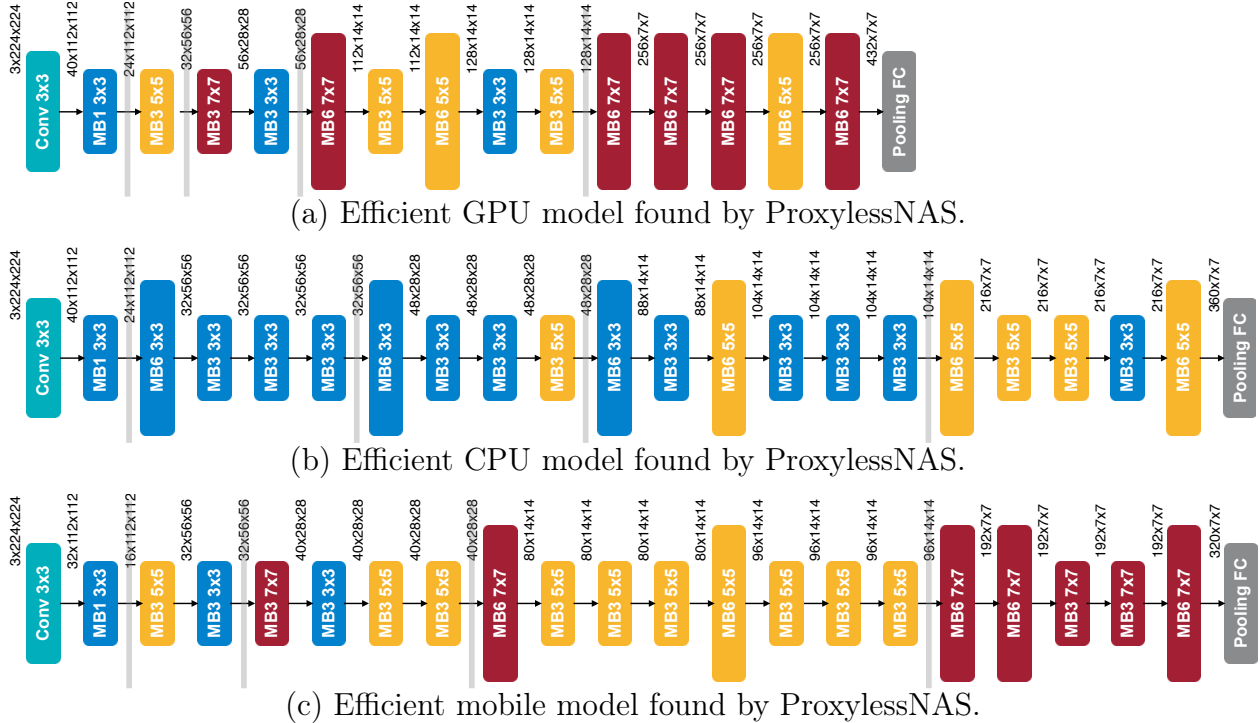 3x224x224
Conv 3x3
40x112x112
MB1 3x3
24x112x112
MB3 5x5
32x56x56
MB3 7x7
56x28x28
MB3 3x3
56x28x28
MB6 7x7
112x14x14
MB3 5x5
112x14x14
MB6 5x5
128x14x14
MB3 3x3
128x14x14
MB3 5x5
128x14x14
MB6 7x7
256x7x7
MB6 7x7
256x7x7
MB6 7x7
256x7x7
MB6 5x5
256x7x7
MB6 7x7
432x7x7
Pooling FC
(a) Efficient GPU model found by ProxylessNAS.
3x224x224
Conv 3x3
40x112x112
MB1 3x3
24x112x112
MB6 3x3
32x56x56
MB3 3x3
32x56x56
MB3 3x3
32x56x56
MB3 3x3
32x56x56
MB6 3x3
48x28x28
MB3 3x3
48x28x28
MB3 3x3
48x28x28
MB3 5x5
48x28x28
MB6 3x3
88x14x14
MB3 3x3
88x14x14
MB6 5x5
104x14x14
MB3 3x3
104x14x14
MB3 3x3
104x14x14
MB3 3x3
104x14x14
MB6 5x5
216x7x7
MB3 5x5
216x7x7
MB3 5x5
216x7x7
MB3 3x3
216x7x7
MB6 5x5
360x7x7
Pooling FC
(b) Efficient CPU model found by ProxylessNAS.
3x224x224
Conv 3x3
32x112x112
MB1 3x3
16x112x112
MB3 5x5
32x56x56
MB3 3x3
32x56x56
MB3 7x7
40x28x28
MB3 3x3
40x28x28
MB3 5x5
40x28x28
MB3 5x5
40x28x28
MB6 7x7
80x14x14
MB3 5x5
80x14x14
MB3 5x5
80x14x14
MB3 5x5
80x14x14
MB6 5x5
96x14x14
MB3 5x5
96x14x14
MB3 5x5
96x14x14
MB3 5x5
96x14x14
MB6 7x7
192x7x7
MB6 7x7
192x7x7
MB3 7x7
192x7x7
MB3 7x7
192x7x7
MB6 7x7
320x7x7
Pooling FC
(c) Efficient mobile model found by ProxylessNAS.